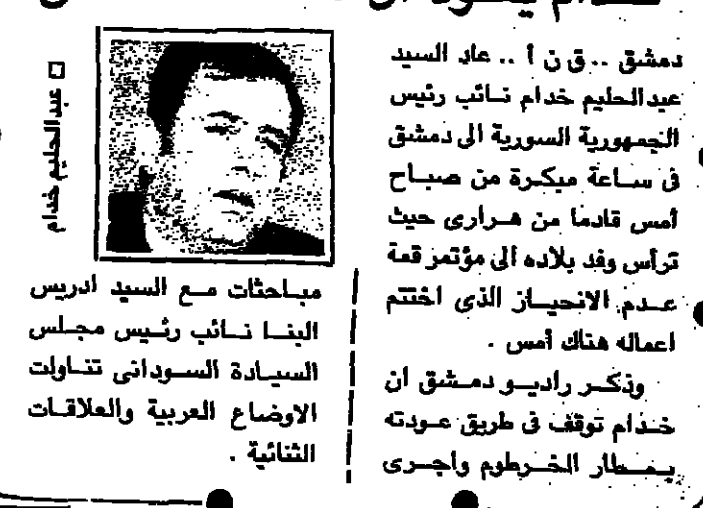 دمشق .. ق ن أ .. عاد السيد
عبدالحليم خدام نائب رئيس
الجمهورية السورية الى دمشق
فى ساعة مبكرة من صباح
أمس قادما من هرارى حيث
ترأس وفد بلاده الى مؤتمر قمة
عدم الانحياز الذى اختتم
اعماله هناك أمس .
وذكر راديو دمشق ان
خدام توقف فى طريق عودته
بمطار الخرطوم واجرى
□ عبدالحليم خدام
مباحثات مع السيد ادريس
البنا نائب رئيس مجلس
السيادة السودانى تناولت
الاوضاع العربية والعلاقات
الثنائية .